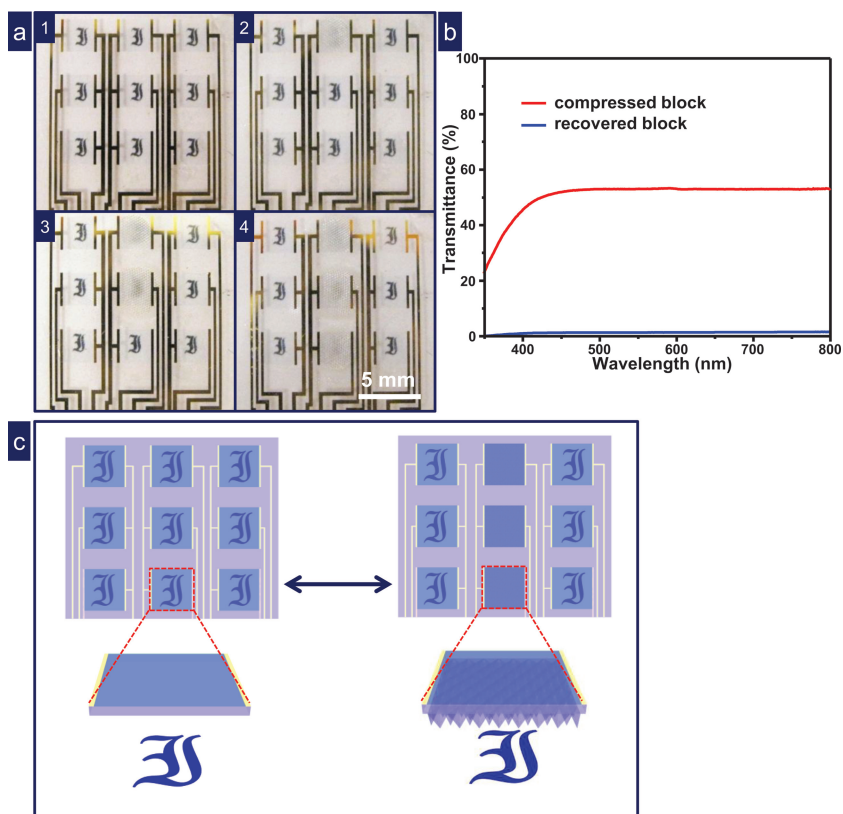 a
1
2
3
4
5 mm
b
100
80
60
40
20
0
Transmittance (%)
compressed block
recovered block
400 500 600 700 800
Wavelength (nm)
c